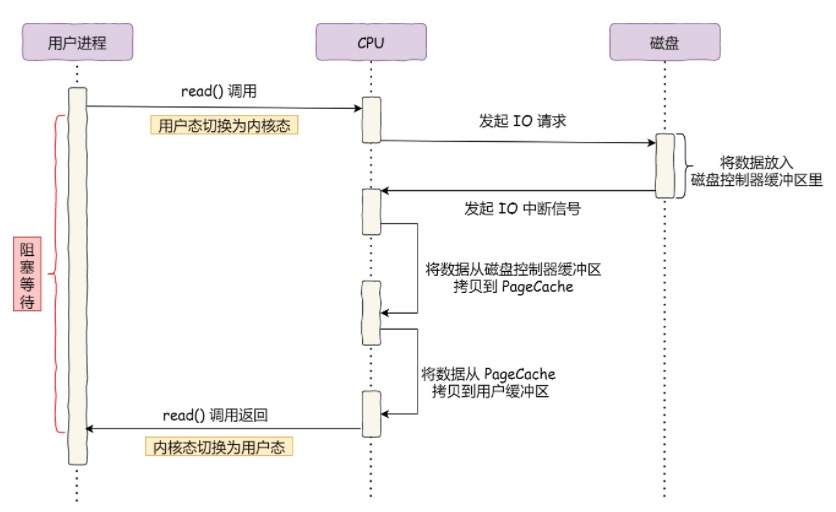 用户进程
CPU
磁盘
read() 调用
用户态切换为内核态
发起 IO 请求
将数据放入
磁盘控制器缓冲区里
发起 IO 中断信号
阻塞等待
将数据从磁盘控制器缓冲区
拷贝到 PageCache
将数据从 PageCache
拷贝到用户缓冲区
read() 调用返回
内核态切换为用户态